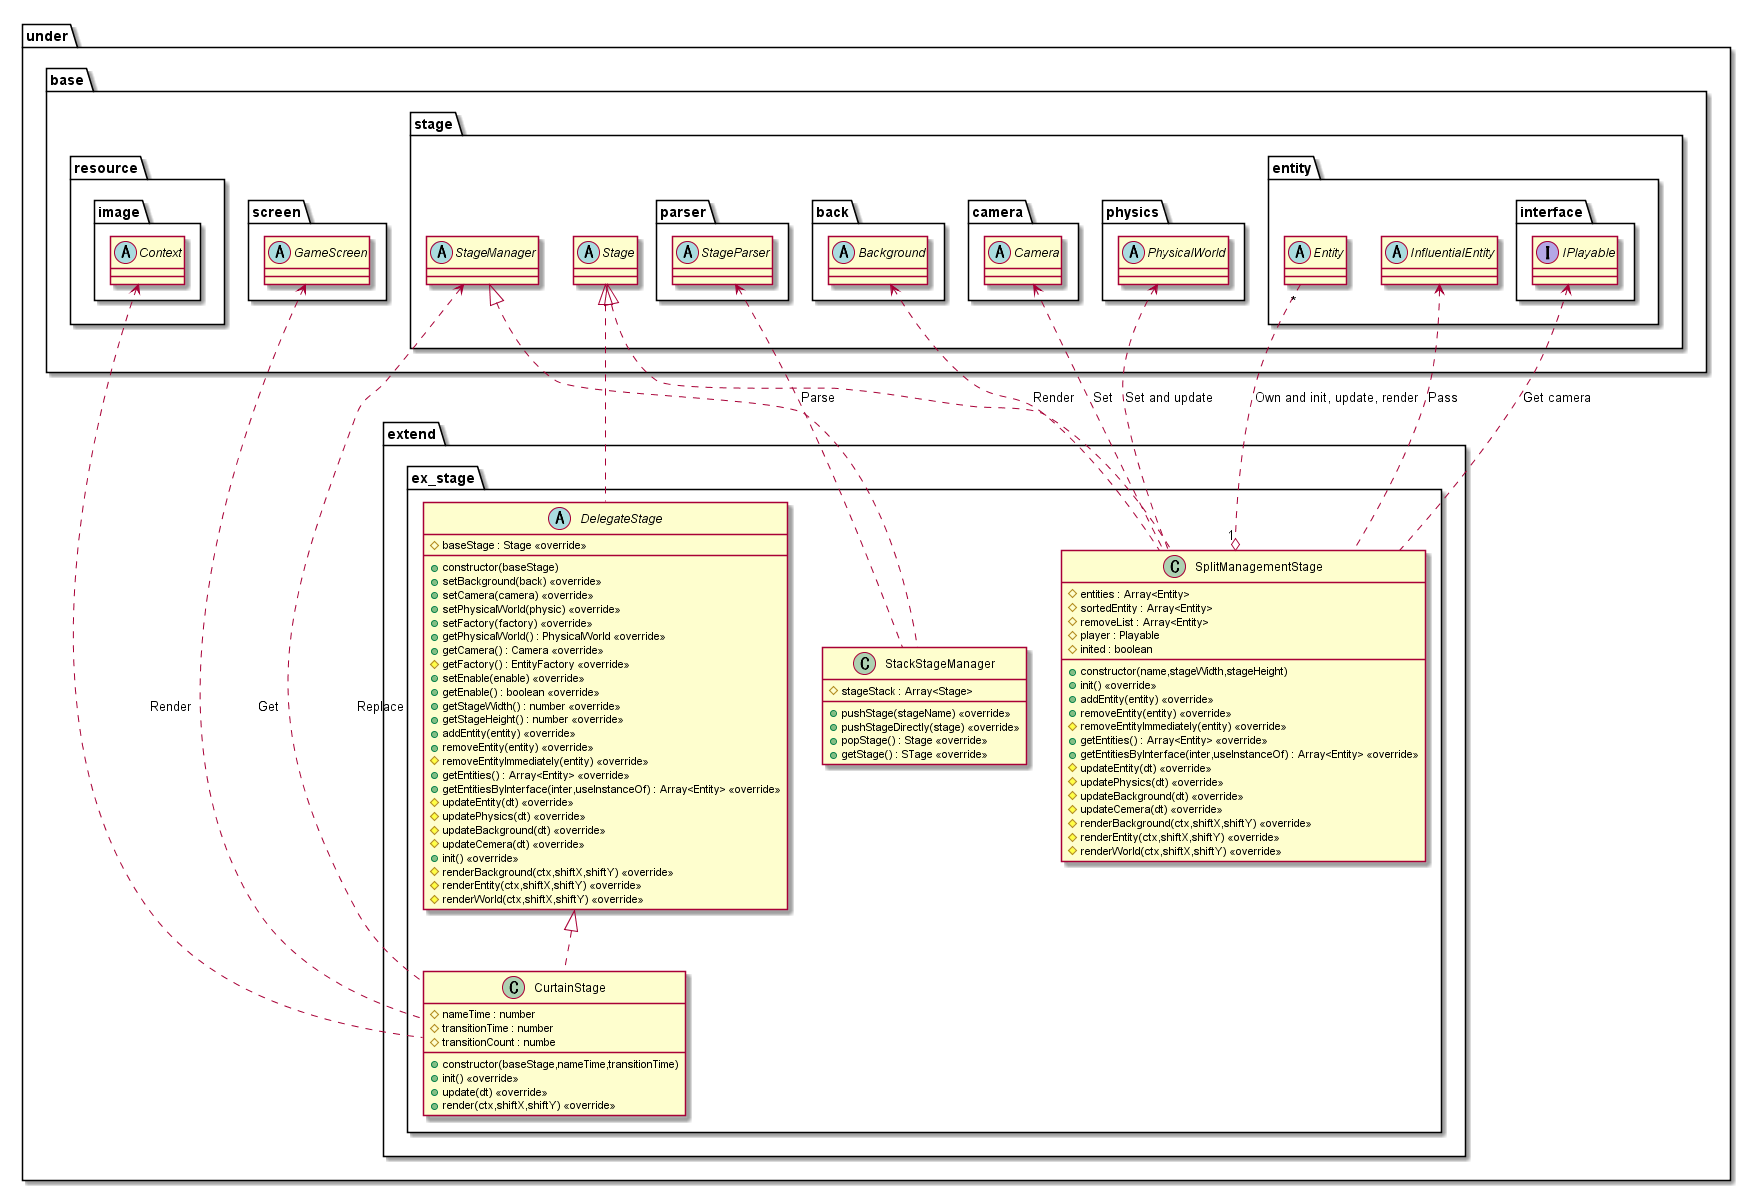 under
base
stage
resource
entity
image
screen
parser
back
camera
physics
interface
A Context
A GameScreen
A StageManager
A Stage
A StageParser
A Background
A Camera
A PhysicalWorld
A Entity
A InfluentialEntity
I IPlayable
*
Parse
Render
Set
Set and update
Own and init, update, render
Pass
Get camera
extend
ex_stage
A DelegateStage
baseStage : Stage «override»
constructor(baseStage)
setBackground(back) «override»
setCamera(camera) «override»
setPhysicalWorld(physic) «override»
setFactory(factory) «override»
getPhysicalWorld() : PhysicalWorld «override»
getCamera() : Camera «override»
getFactory() : EntityFactory «override»
setEnable(enable) «override»
getEnable() : boolean «override»
getStageWidth() : number «override»
getStageHeight() : number «override»
addEntity(entity) «override»
removeEntity(entity) «override»
removeEntityImmediately(entity) «override»
getEntities() : Array<Entity> «override»
getEntitiesByInterface(inter,useInstanceOf) : Array<Entity> «override»
updateEntity(dt) «override»
updatePhysics(dt) «override»
updateBackground(dt) «override»
updateCemera(dt) «override»
init() «override»
renderBackground(ctx,shiftX,shiftY) «override»
renderEntity(ctx,shiftX,shiftY) «override»
renderWorld(ctx,shiftX,shiftY) «override»
C StackStageManager
stageStack : Array<Stage>
pushStage(stageName) «override»
pushStageDirectly(stage) «override»
popStage() : Stage «override»
getStage() : STage «override»
1
C SplitManagementStage
entities : Array<Entity>
sortedEntity : Array<Entity>
removeList : Array<Entity>
player : Playable
inited : boolean
constructor(name,stageWidth,stageHeight)
init() «override»
addEntity(entity) «override»
removeEntity(entity) «override»
removeEntityImmediately(entity) «override»
getEntities() : Array<Entity> «override»
getEntitiesByInterface(inter,useInstanceOf) : Array<Entity> «override»
updateEntity(dt) «override»
updatePhysics(dt) «override»
updateBackground(dt) «override»
updateCemera(dt) «override»
renderBackground(ctx,shiftX,shiftY) «override»
renderEntity(ctx,shiftX,shiftY) «override»
renderWorld(ctx,shiftX,shiftY) «override»
Render
Get
Replace
C CurtainStage
nameTime : number
transitionTime : number
transitionCount : numbe
constructor(baseStage,nameTime,transitionTime)
init() «override»
update(dt) «override»
render(ctx,shiftX,shiftY) «override»